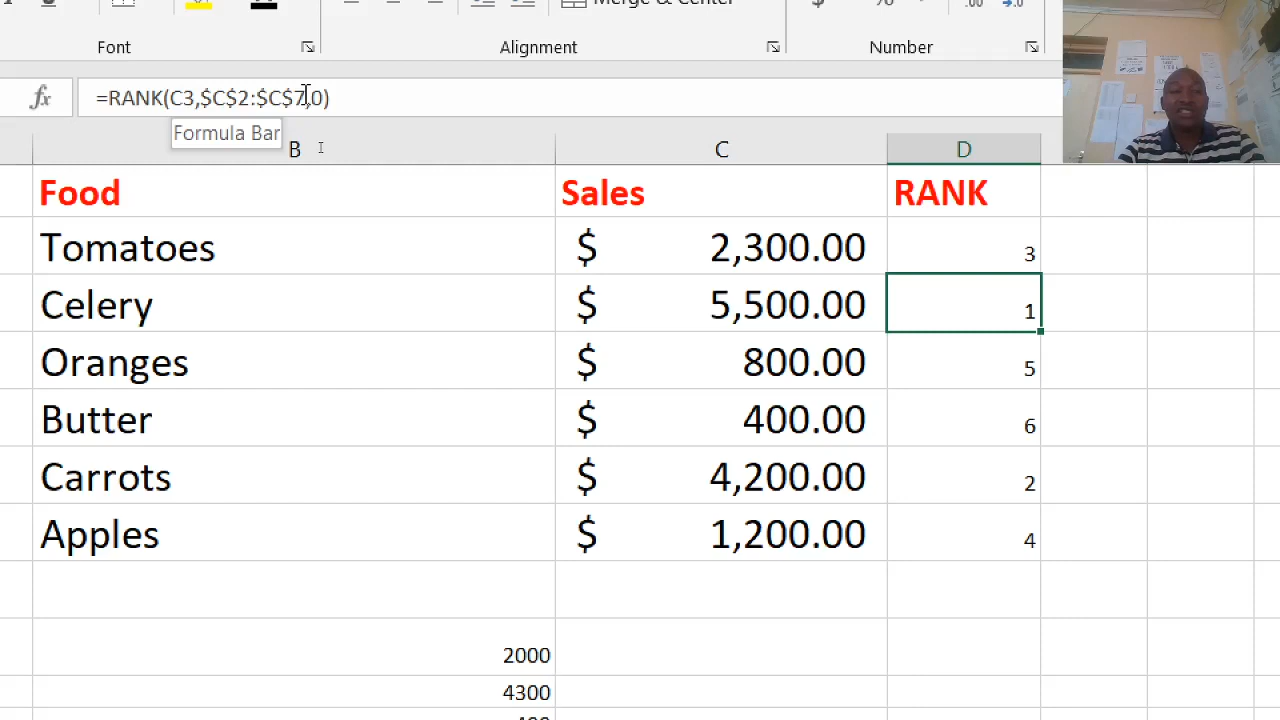 Merge & Center
$ % .00 .0
Font Alignment Number
fx =RANK(C3,$C$2:$C$7,0)
Formula Bar
B C D
Food Sales RANK
Tomatoes $ 2,300.00 3
Celery $ 5,500.00 1
Oranges $ 800.00 5
Butter $ 400.00 6
Carrots $ 4,200.00 2
Apples $ 1,200.00 4
2000
4300